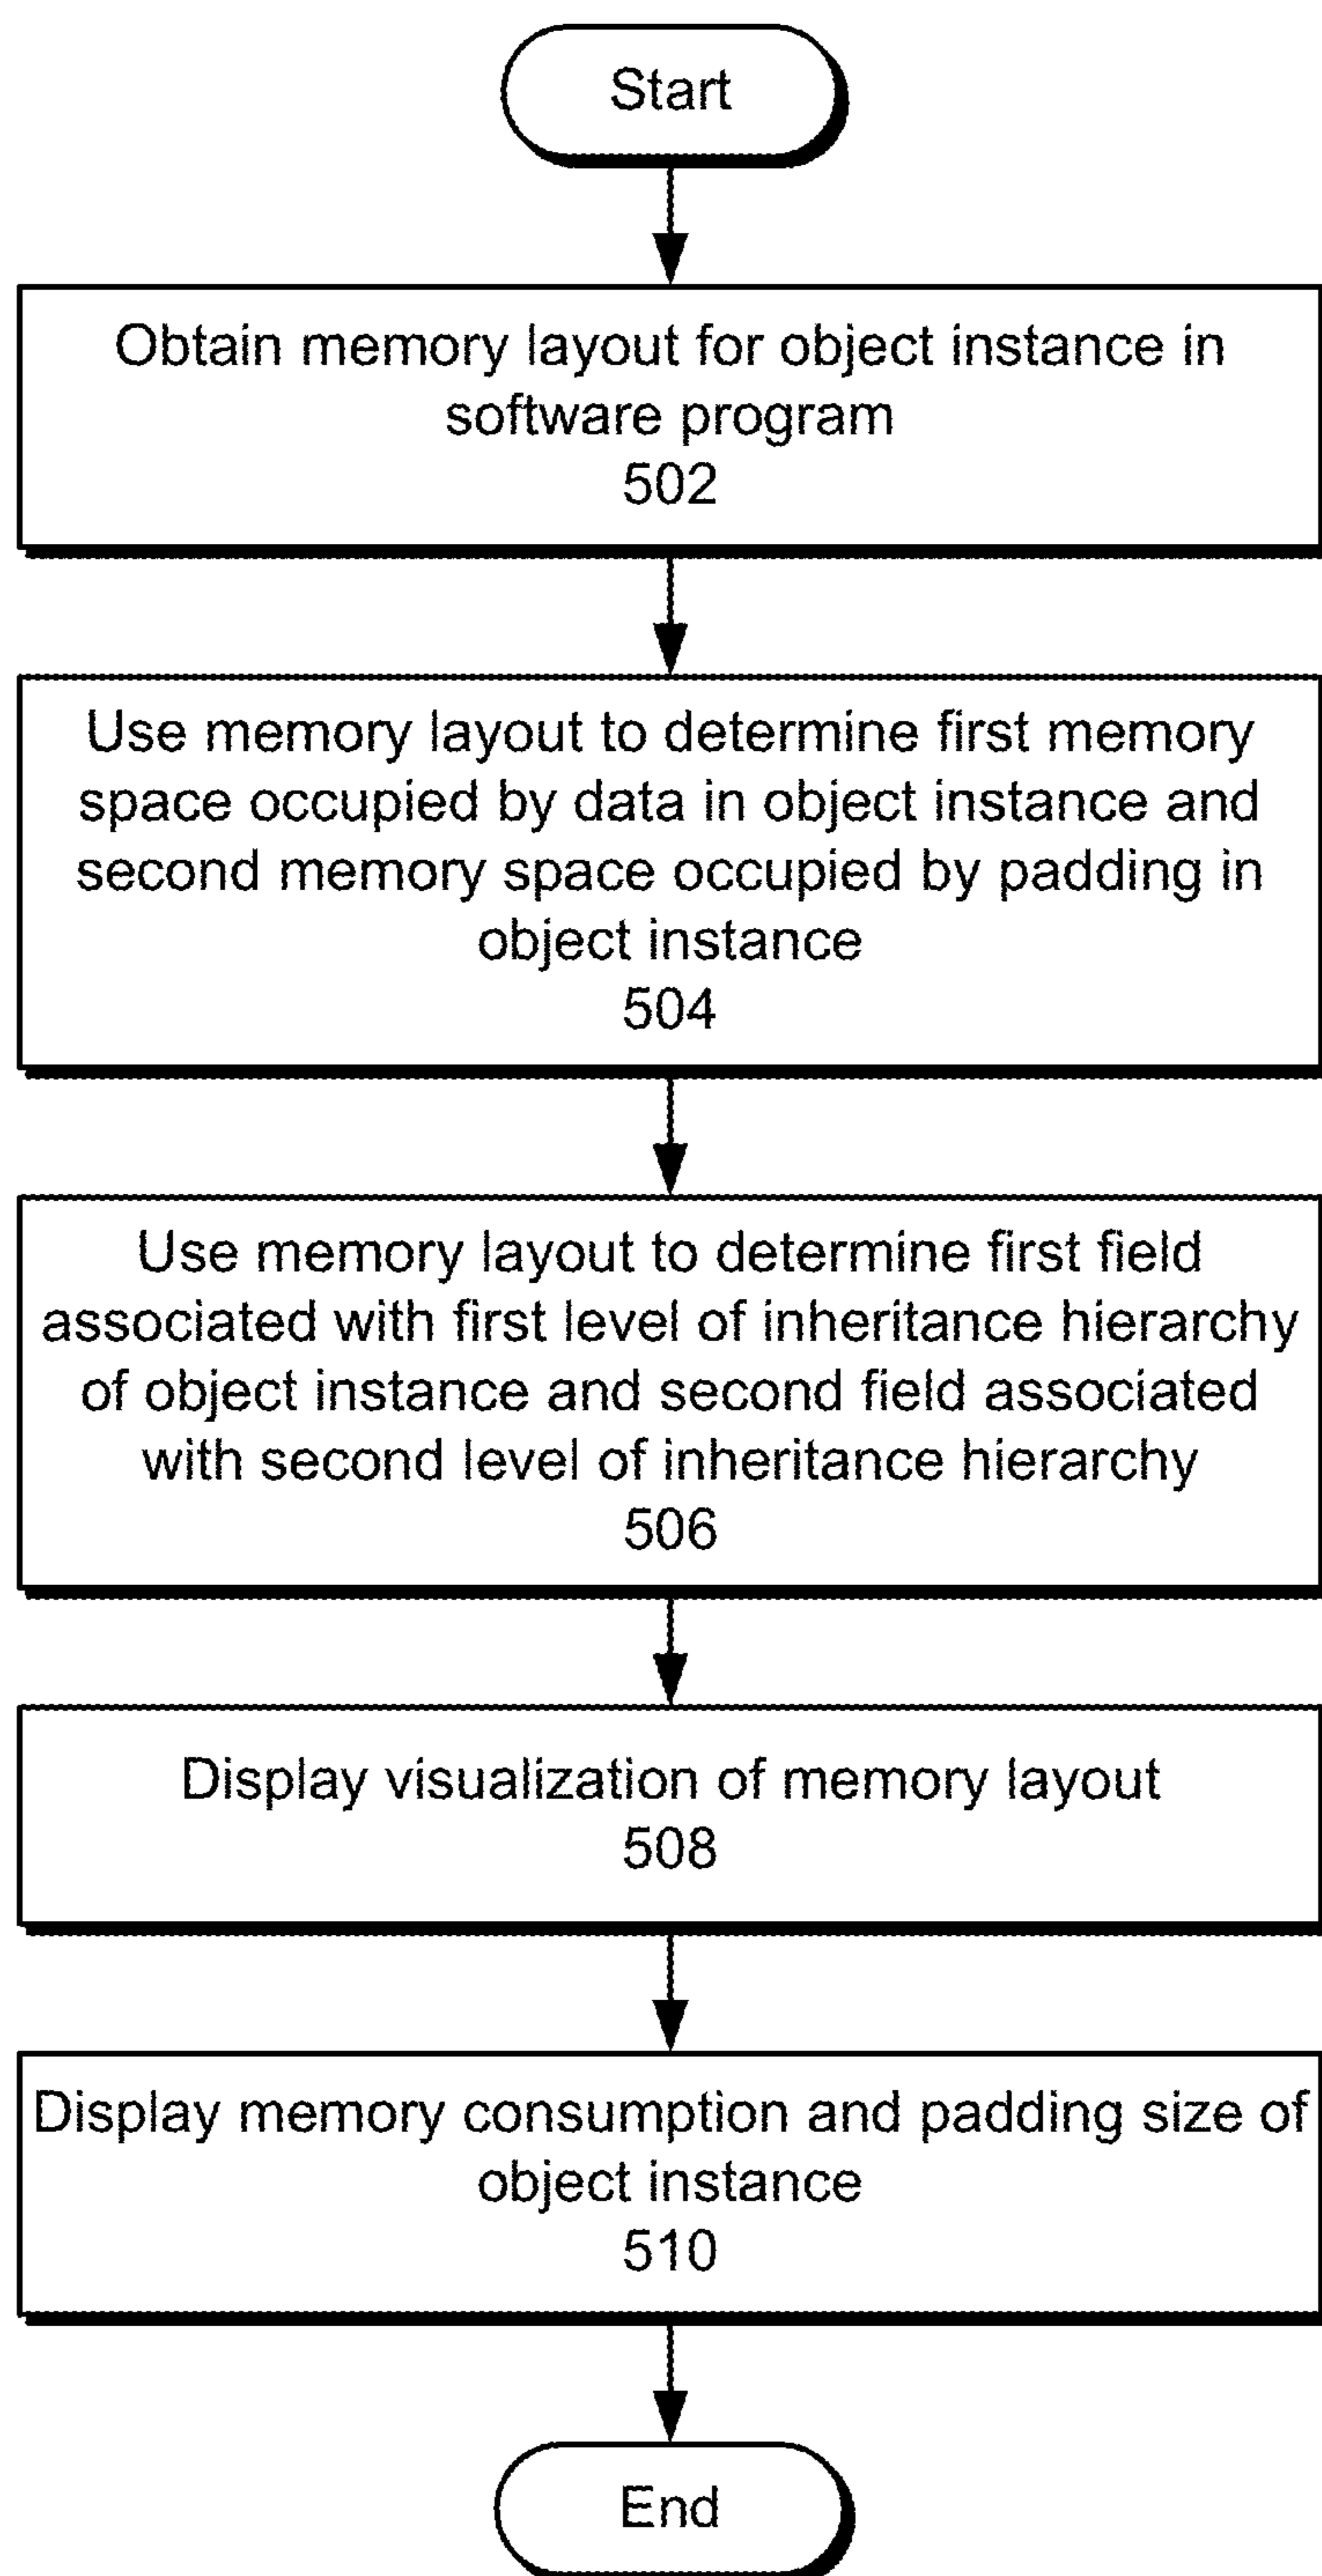 Start
Obtain memory layout for object instance in
software program
502
Use memory layout to determine first memory
space occupied by data in object instance and
second memory space occupied by padding in
object instance
504
Use memory layout to determine first field
associated with first level of inheritance hierarchy
of object instance and second field associated
with second level of inheritance hierarchy
506
Display visualization of memory layout
508
Display memory consumption and padding size of
object instance
510
End